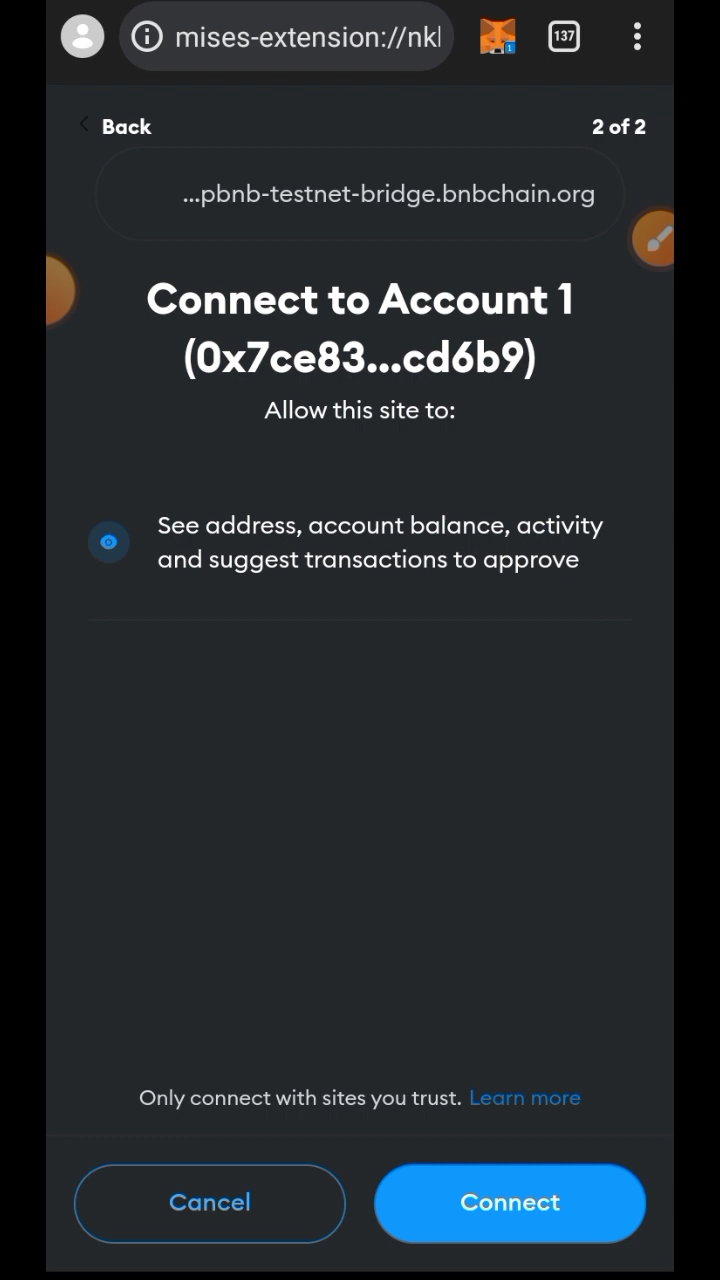 mises-extension://nkl
1
137
Back
2 of 2
...pbnb-testnet-bridge.bnbchain.org
Connect to Account 1
(0x7ce83...cd6b9)
Allow this site to:
See address, account balance, activity
and suggest transactions to approve
Only connect with sites you trust. Learn more
Cancel
Connect